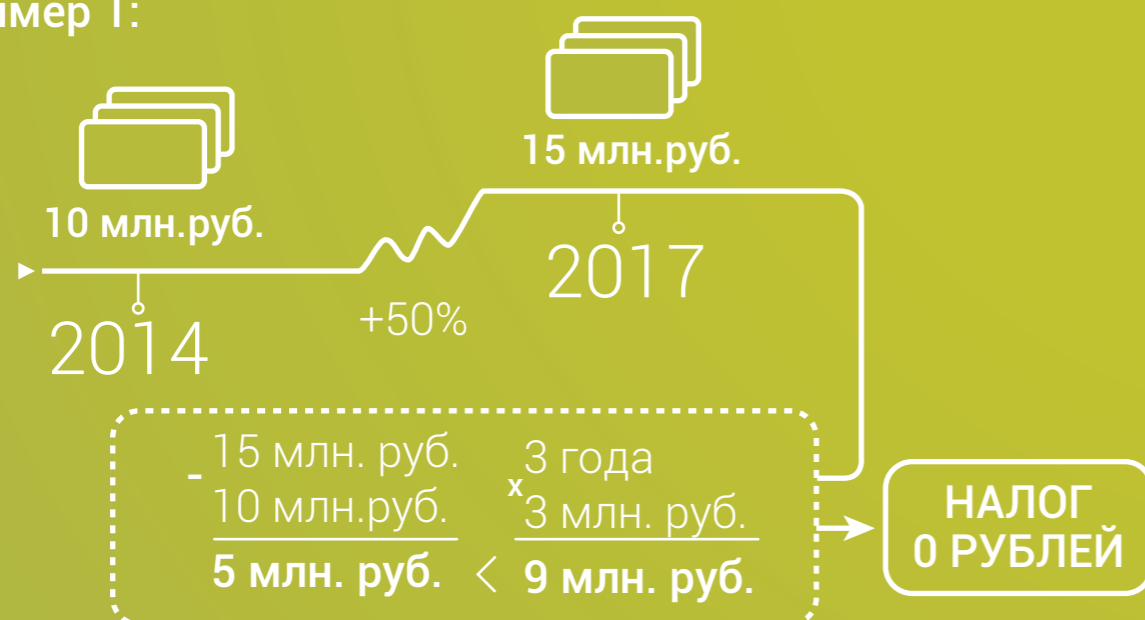 имер 1:
15 млн.руб.
10 млн.руб.
2017
+50%
2014
- 15 млн. руб.
10 млн.руб.
5 млн. руб.
<
x 3 года
3 млн. руб.
9 млн. руб.
НАЛОГ
0 РУБЛЕЙ